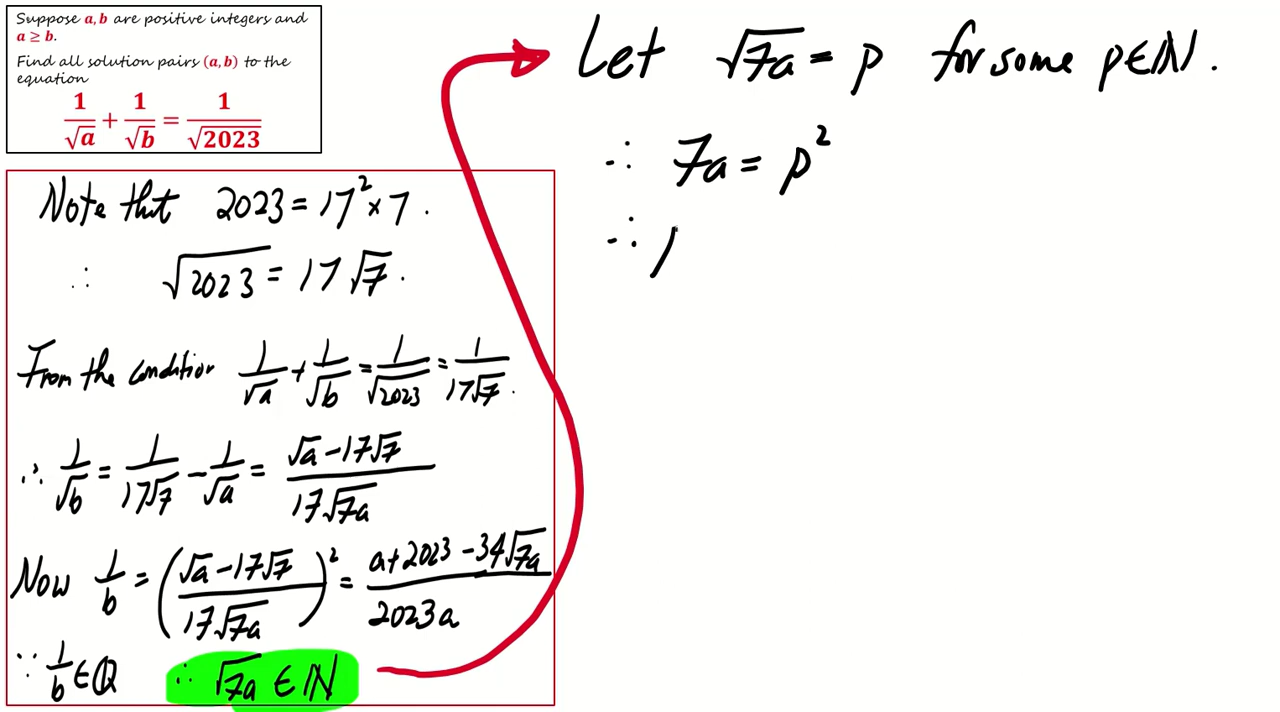 Suppose a, b are positive integers and
a ≥ b.
Find all solution pairs (a, b) to the
equation
1/√a + 1/√b = 1/√2023
Note that 2023 = 17² × 7.
∴ √2023 = 17√7.
From the condition 1/√a + 1/√b = 1/√2023 = 1/17√7.
∴ 1/√b = 1/17√7 − 1/√a = (√a − 17√7)/(17√7a)
Now 1/b = ((√a − 17√7)/(17√7a))² = (a + 2023 − 34√7a)/(2023a)
∵ 1/b ∈ ℚ ∴ √7a ∈ ℕ
Let √7a = p for some p ∈ ℕ.
∴ 7a = p²
∴